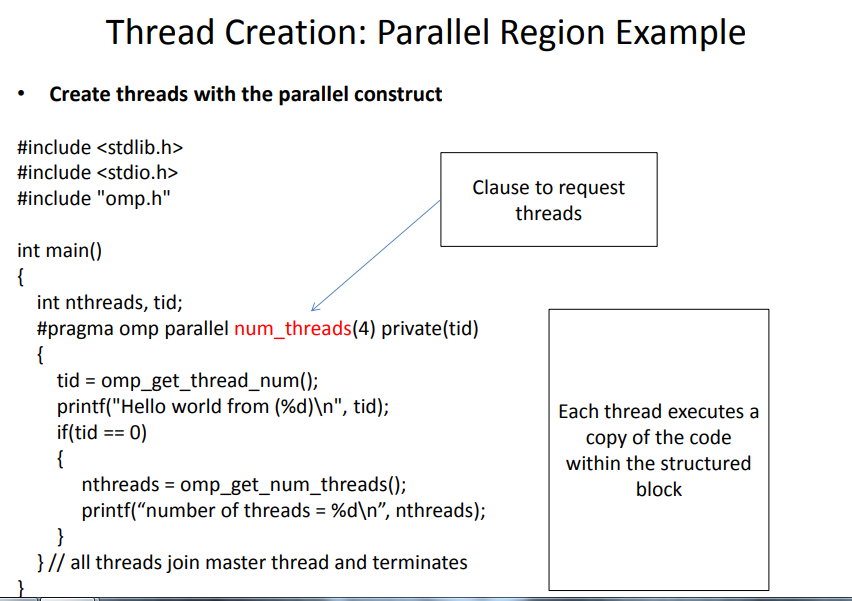 Thread Creation: Parallel Region Example
• Create threads with the parallel construct
#include <stdlib.h>
#include <stdio.h>
#include "omp.h"
Clause to request
threads
int main()
{
int nthreads, tid;
#pragma omp parallel num_threads(4) private(tid)
{
tid = omp_get_thread_num();
printf("Hello world from (%d)\n", tid);
if(tid == 0)
{
nthreads = omp_get_num_threads();
printf(“number of threads = %d\n”, nthreads);
}
} // all threads join master thread and terminates
}
Each thread executes a
copy of the code
within the structured
block